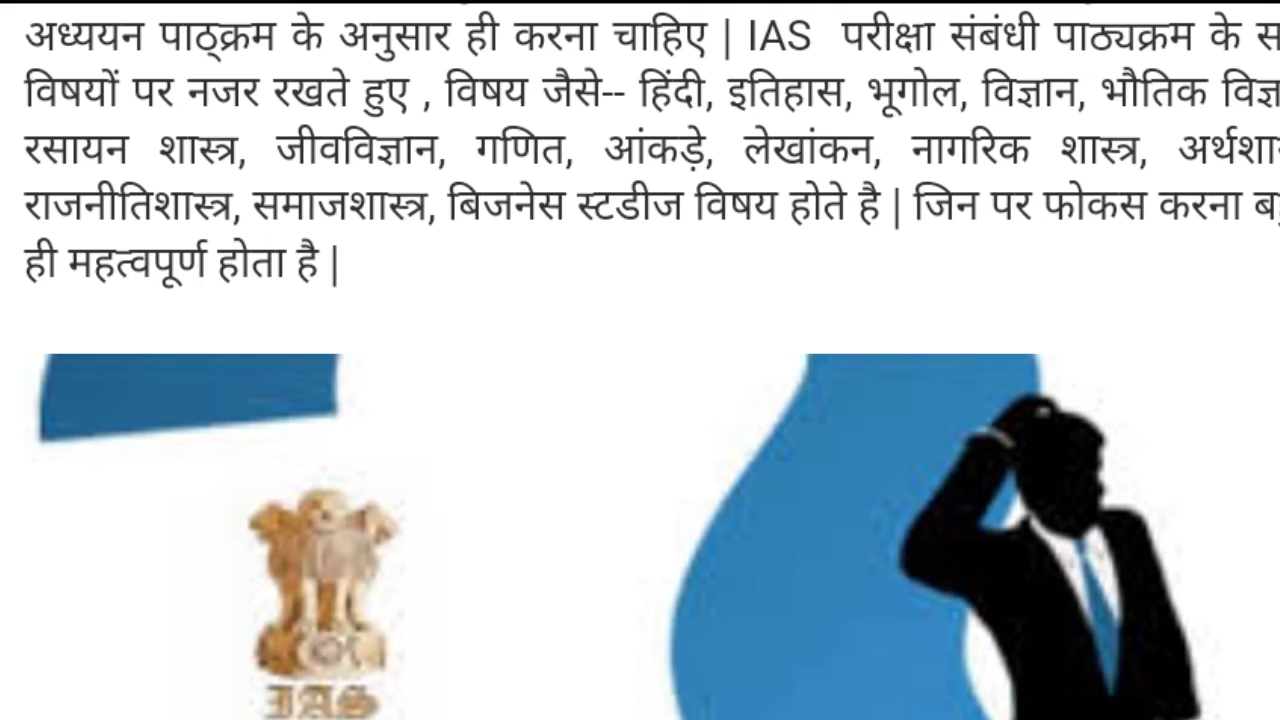 अध्ययन पाठ्क्रम के अनुसार ही करना चाहिए | IAS परीक्षा संबंधी पाठ्यक्रम के
विषयों पर नजर रखते हुए , विषय जैसे-- हिंदी, इतिहास, भूगोल, विज्ञान, भौतिक
रसायन शास्त्र, जीवविज्ञान, गणित, आंकड़े, लेखांकन, नागरिक शास्त्र,
राजनीतिशास्त्र, समाजशास्त्र, बिजनेस स्टडीज विषय होते है | जिन पर फोकस करना
ही महत्वपूर्ण होता है |
IAS